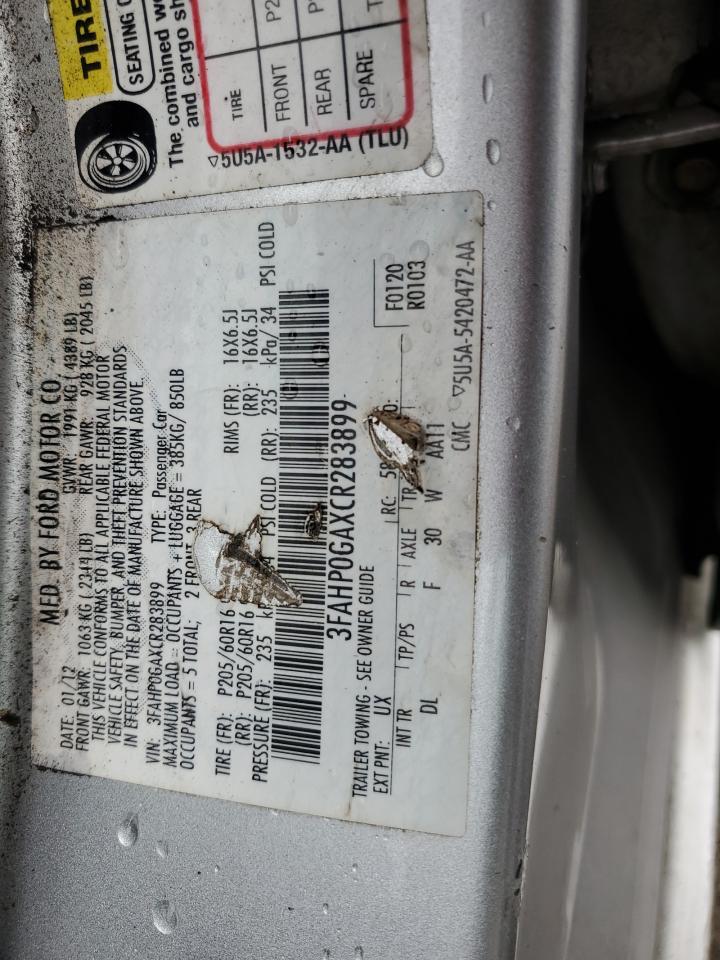 TIRE
SEATING C
The combined we
and cargo sh
TIRE
FRONT P2
REAR P
SPARE T
▽5U5A-1532-AA (TLU)
MFD. BY FORD MOTOR CO.
DATE: 01/12 GVWR: 1991 KG ( 4389 LB)
FRONT GAWR: 1063 KG ( 2344 LB) REAR GAWR: 928 KG ( 2045 LB)
THIS VEHICLE CONFORMS TO ALL APPLICABLE FEDERAL MOTOR
VEHICLE SAFETY, BUMPER, AND THEFT PREVENTION STANDARDS
IN EFFECT ON THE DATE OF MANUFACTURE SHOWN ABOVE.
VIN: 3FAHP0GAXCR283899 TYPE: Passenger Car
MAXIMUM LOAD = OCCUPANTS + LUGGAGE = 385KG/ 850LB
OCCUPANTS = 5 TOTAL; 2 FRONT, 3 REAR
TIRE (FR): P205/60R16 RIMS (FR): 16X6.5J
(RR): P205/60R16 (RR): 16X6.5J
PRESSURE (FR): 235 PSI COLD (RR): 235 kPa/ 34 PSI COLD
3FAHP0GAXCR283899
TRAILER TOWING - SEE OWNER GUIDE
F0120
R0103
EXT PNT: UX RC: 58
INT TR TP/PS R AXLE TR
DL F 30 W AA11
CMC ▽5U5A-5420472-AA